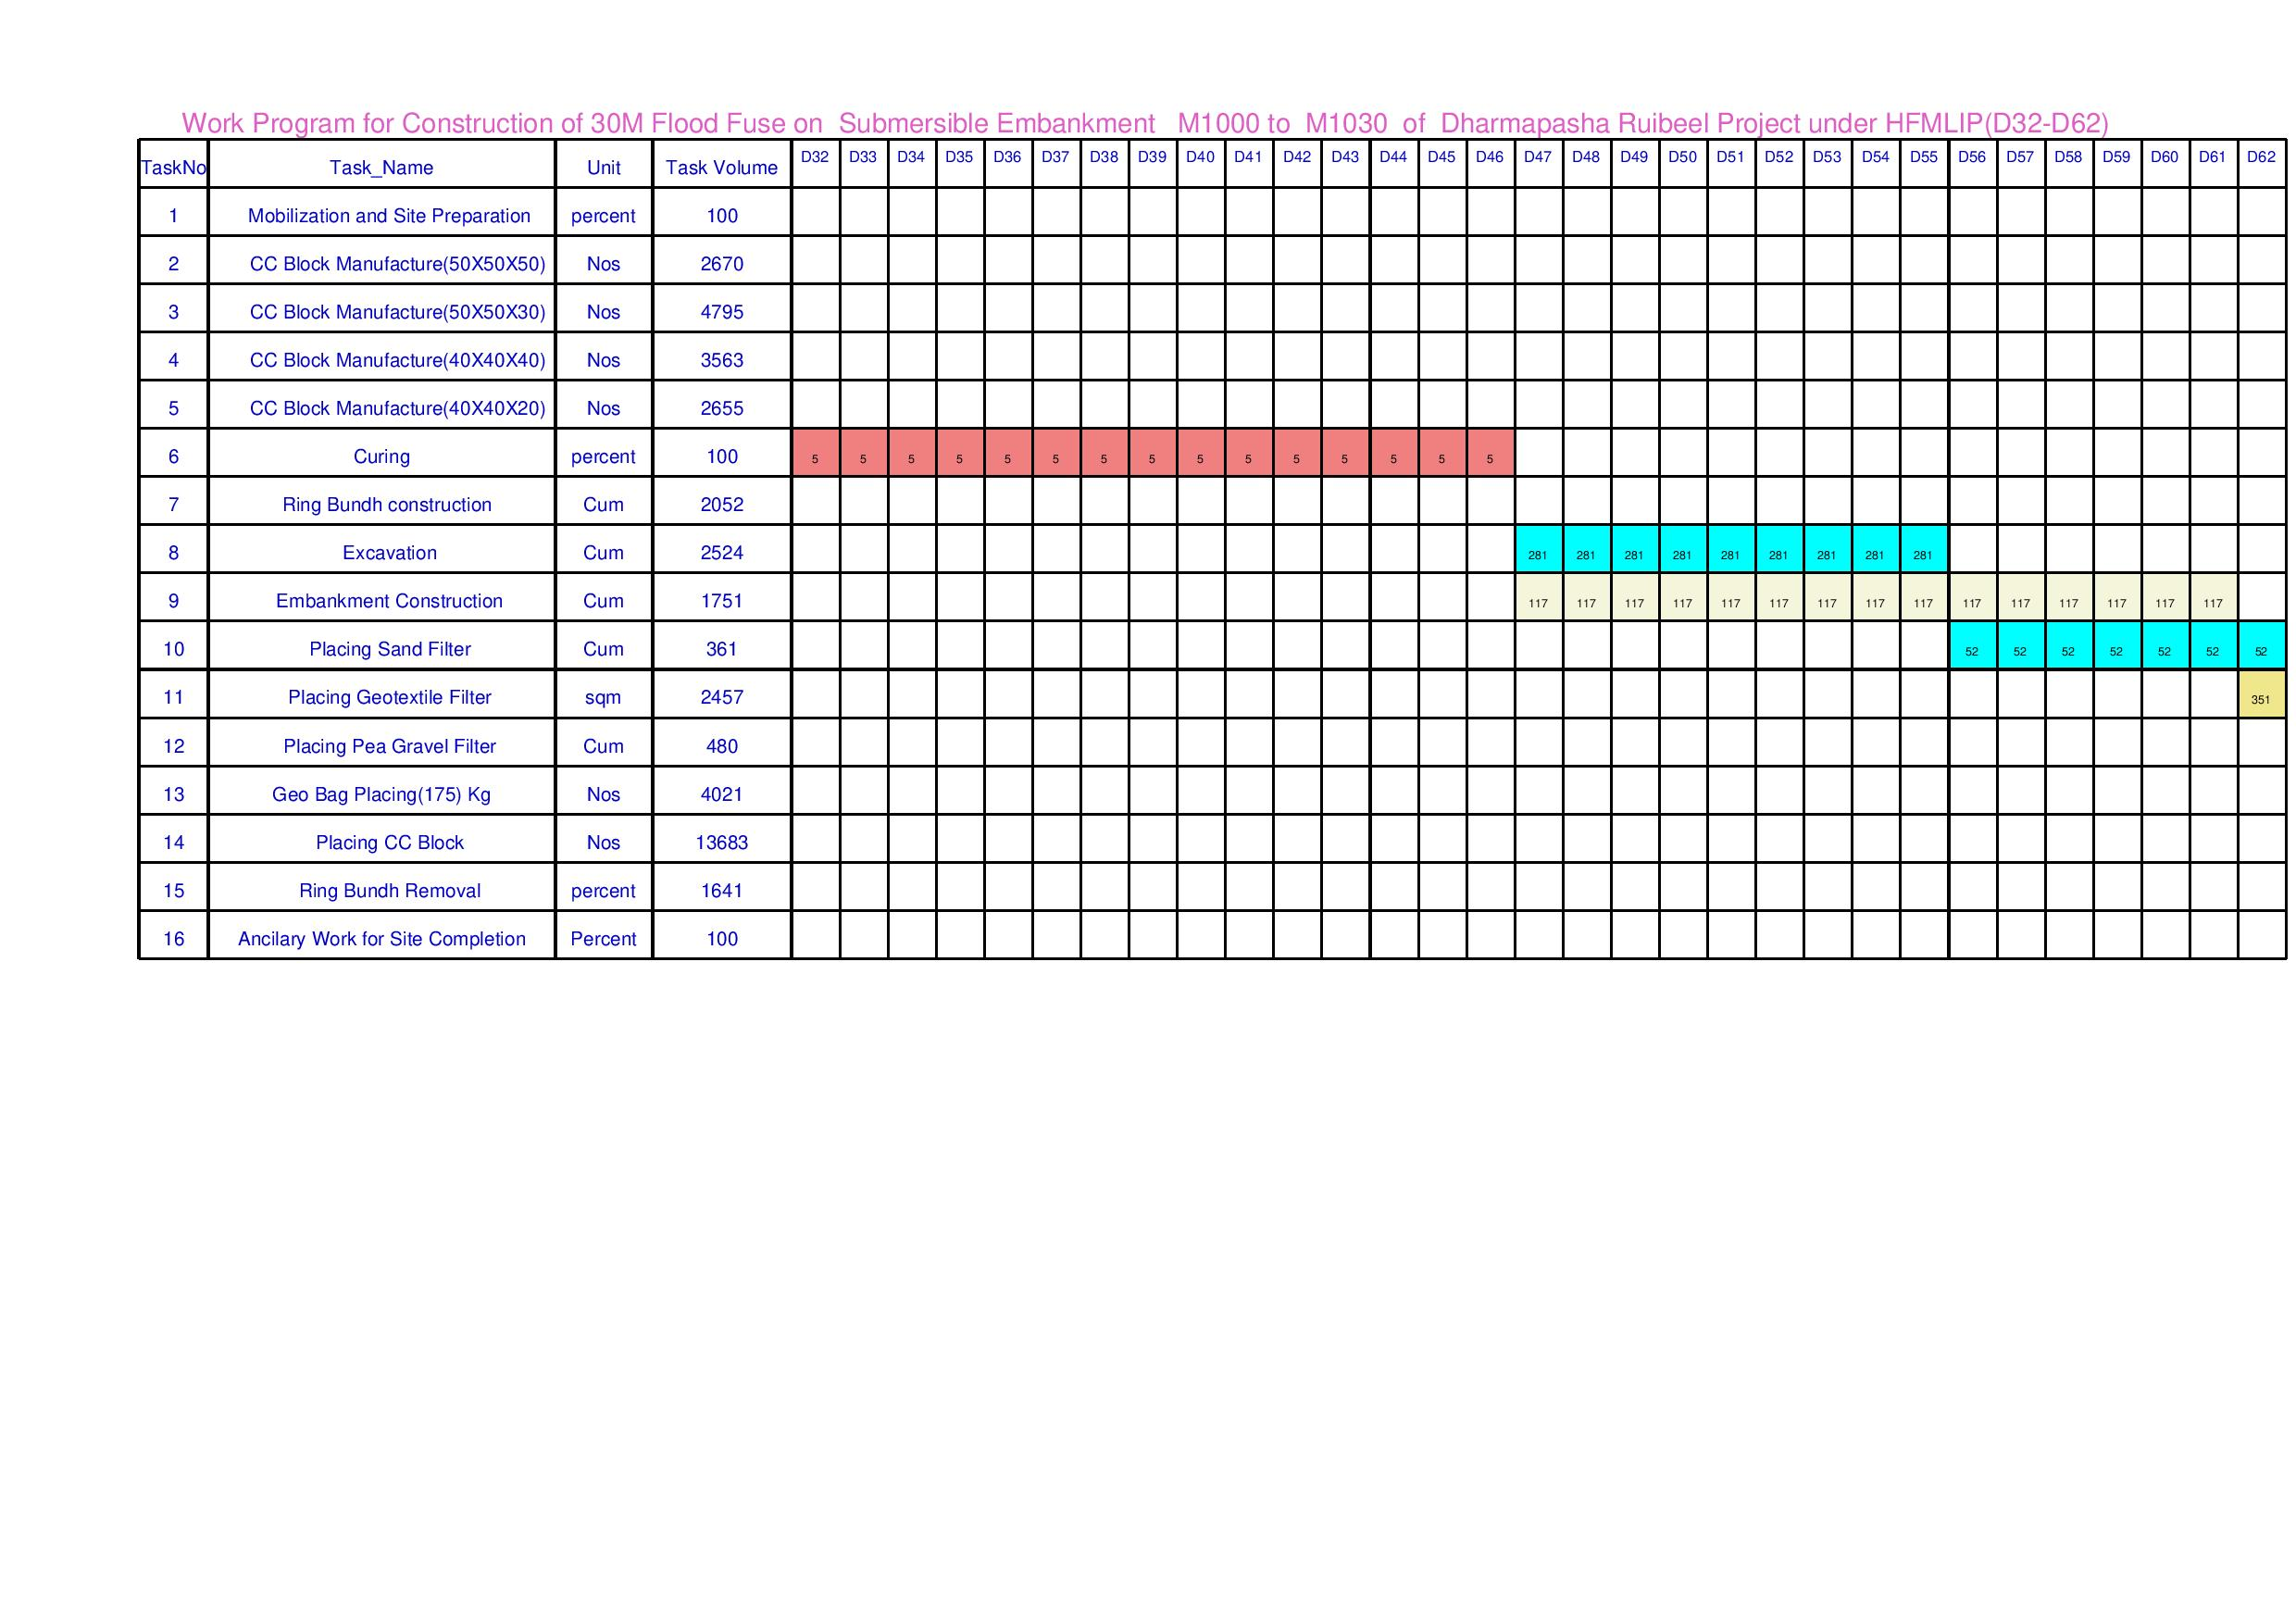 Work Program for Construction of 30M Flood Fuse on Submersible Embankment M1000 to M1030 of Dharmapasha Ruibeel Project under HFMLIP(D32-D62)
TaskNo Task_Name Unit Task Volume D32 D33 D34 D35 D36 D37 D38 D39 D40 D41 D42 D43 D44 D45 D46 D47 D48 D49 D50 D51 D52 D53 D54 D55 D56 D57 D58 D59 D60 D61 D62
1 Mobilization and Site Preparation percent 100
2 CC Block Manufacture(50X50X50) Nos 2670
3 CC Block Manufacture(50X50X30) Nos 4795
4 CC Block Manufacture(40X40X40) Nos 3563
5 CC Block Manufacture(40X40X20) Nos 2655
6 Curing percent 100 5 5 5 5 5 5 5 5 5 5 5 5 5 5 5
7 Ring Bundh construction Cum 2052
8 Excavation Cum 2524 281 281 281 281 281 281 281 281 281
9 Embankment Construction Cum 1751 117 117 117 117 117 117 117 117 117 117 117 117 117 117 117
10 Placing Sand Filter Cum 361 52 52 52 52 52 52 52
11 Placing Geotextile Filter sqm 2457 351
12 Placing Pea Gravel Filter Cum 480
13 Geo Bag Placing(175) Kg Nos 4021
14 Placing CC Block Nos 13683
15 Ring Bundh Removal percent 1641
16 Ancilary Work for Site Completion Percent 100